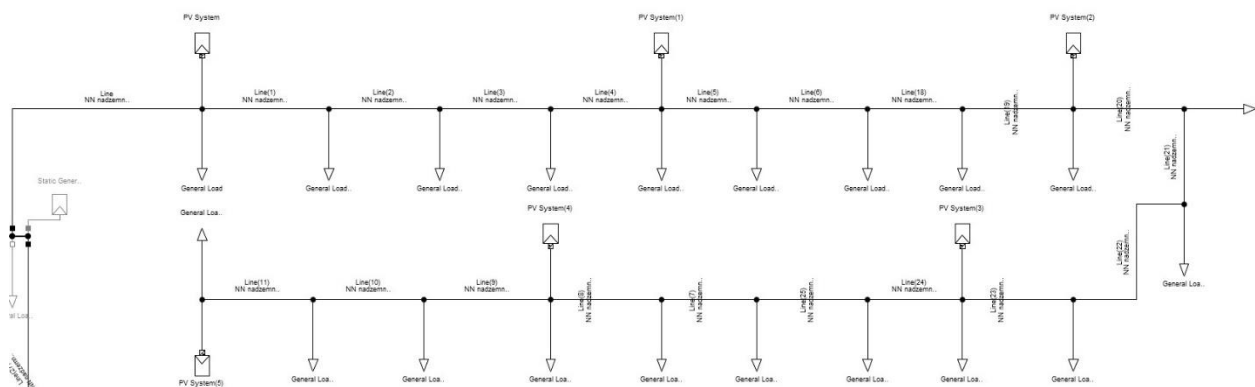 PV System
PV System(1)
PV System(2)
Line
NN nadzemn..
Line(1)
NN nadzemn..
Line(2)
NN nadzemn..
Line(3)
NN nadzemn..
Line(4)
NN nadzemn..
Line(5)
NN nadzemn..
Line(6)
NN nadzemn..
Line(18)
NN nadzemn..
Line(19)
NN nadzemn..
Line(20)
NN nadzemn..
Line(21)
NN nadzemn..
General Load
General Load..
General Load..
General Load..
General Load..
General Load..
General Load..
General Load..
General Load..
Static Gener..
General Loa..
PV System(4)
PV System(3)
Line(22)
NN nadzemn..
General Loa..
Line(11)
NN nadzemn..
Line(10)
NN nadzemn..
Line(9)
NN nadzemn..
Line(8)
NN nadzemn..
Line(7)
NN nadzemn..
Line(25)
NN nadzemn..
Line(24)
NN nadzemn..
Line(23)
NN nadzemn..
al Loa..
PV System(5)
General Loa..
General Loa..
General Loa..
General Loa..
General Loa..
General Loa..
General Loa..
General Loa..